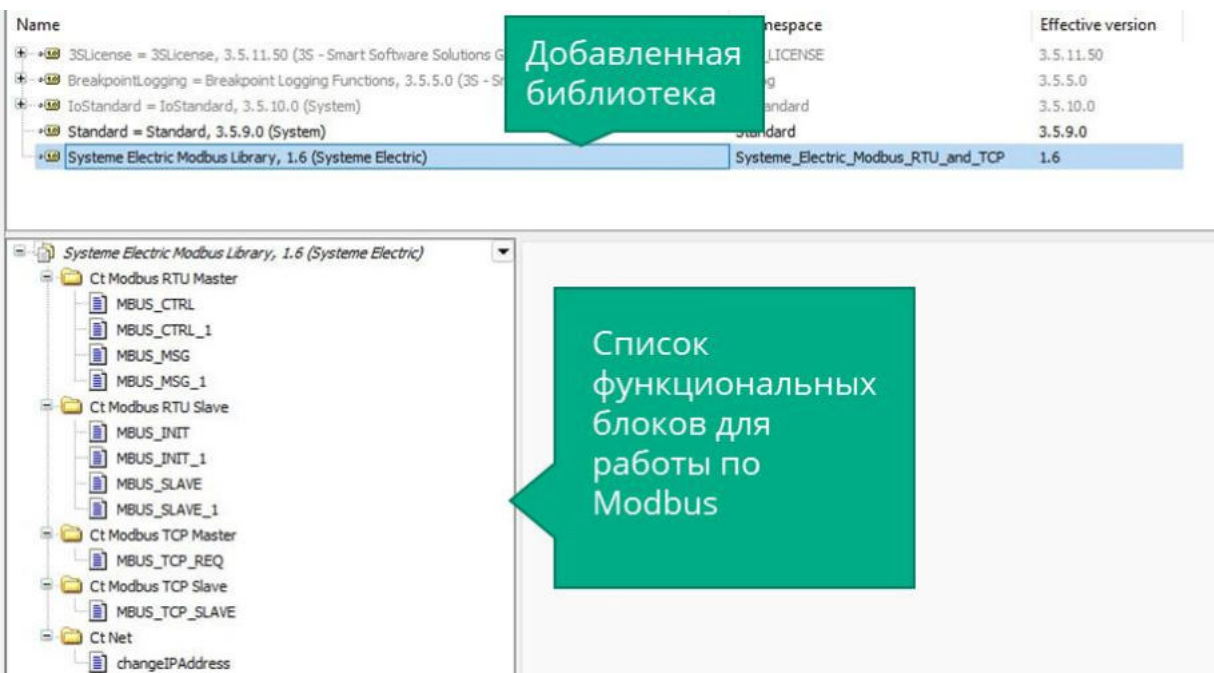 Name
mespace
Effective version
3SLicense = 3SLicense, 3.5.11.50 (3S - Smart Software Solutions G
_LICENSE
3.5.11.50
BreakpointLogging = Breakpoint Logging Functions, 3.5.5.0 (3S - Sm
3.5.5.0
IoStandard = IoStandard, 3.5.10.0 (System)
andard
3.5.10.0
Standard = Standard, 3.5.9.0 (System)
Standard
3.5.9.0
Systeme Electric Modbus Library, 1.6 (Systeme Electric)
Systeme_Electric_Modbus_RTU_and_TCP
1.6
Добавленная
библиотека
Systeme Electric Modbus Library, 1.6 (Systeme Electric)
Ct Modbus RTU Master
MBUS_CTRL
MBUS_CTRL_1
MBUS_MSG
MBUS_MSG_1
Ct Modbus RTU Slave
MBUS_INIT
MBUS_INIT_1
MBUS_SLAVE
MBUS_SLAVE_1
Ct Modbus TCP Master
MBUS_TCP_REQ
Ct Modbus TCP Slave
MBUS_TCP_SLAVE
Ct Net
changeIPAddress
Список
функциональных
блоков для
работы по
Modbus